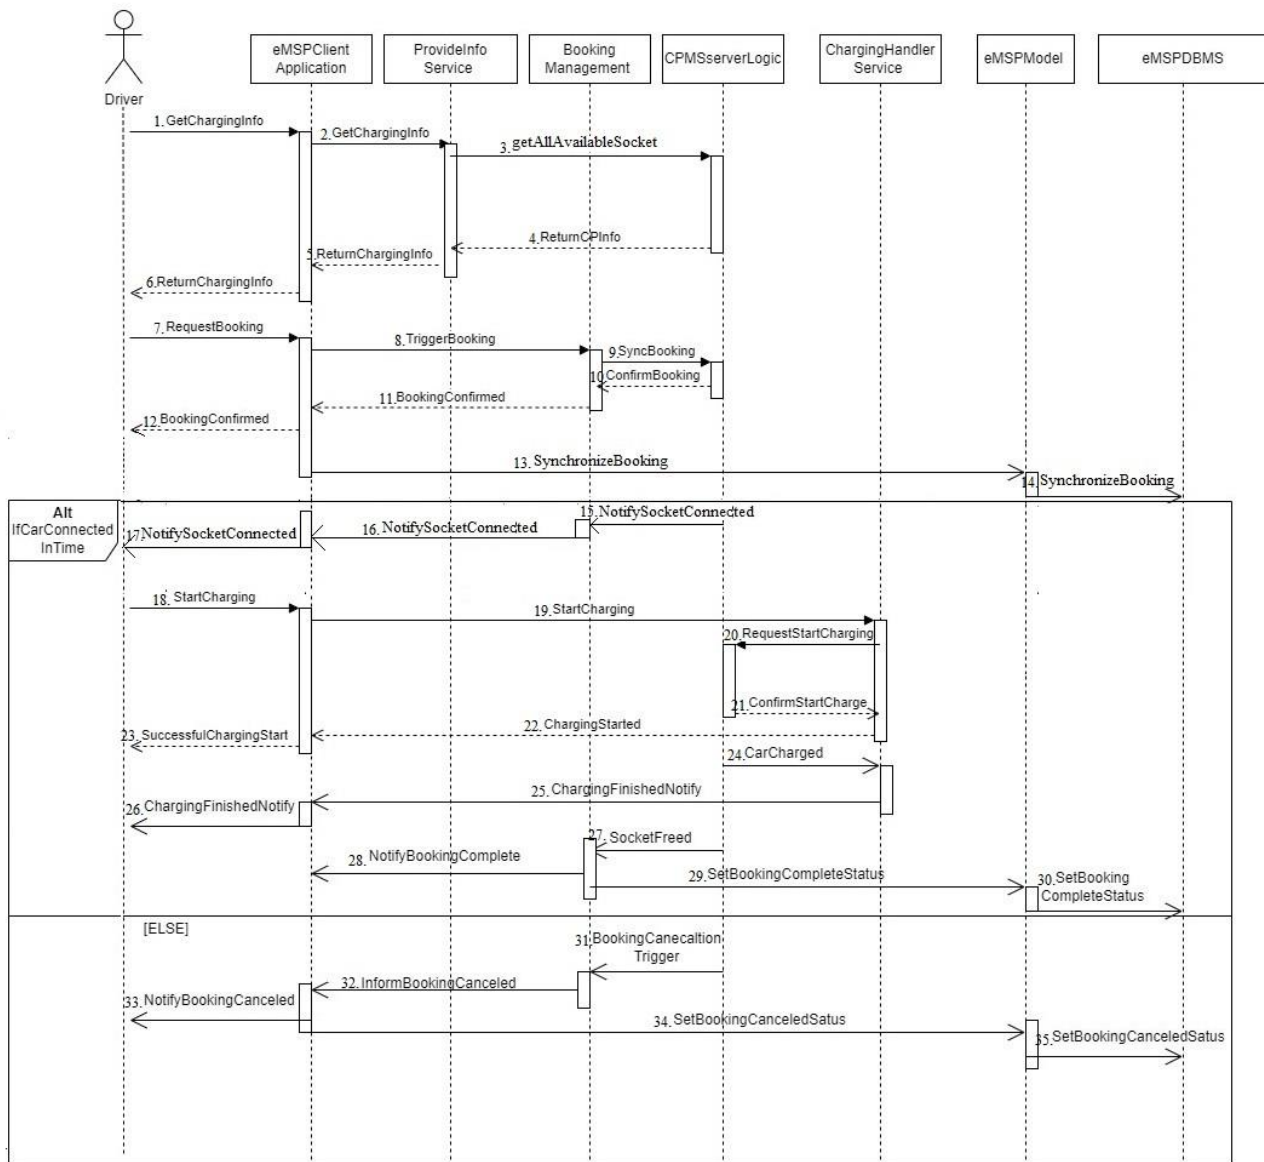 eMSPClient
Application
ProvideInfo
Service
Booking
Management
CPMSserverLogic
ChargingHandler
Service
eMSPModel
eMSPDBMS
Driver
1. GetChargingInfo
2. GetChargingInfo
3. getAllAvailableSocket
4. ReturnCPInfo
5. ReturnChargingInfo
6. ReturnChargingInfo
7. RequestBooking
8. TriggerBooking
9. SyncBooking
10. ConfirmBooking
11. BookingConfirmed
12. BookingConfirmed
13. SynchronizeBooking
14. SynchronizeBooking
Alt
IfCarConnected
InTime
15. NotifySocketConnected
16. NotifySocketConnected
17. NotifySocketConnected
18. StartCharging
19. StartCharging
20. RequestStartCharging
21. ConfirmStartCharge
22. ChargingStarted
23. SuccessfulChargingStart
24. CarCharged
25. ChargingFinishedNotify
26. ChargingFinishedNotify
27. SocketFreed
28. NotifyBookingComplete
29. SetBookingCompleteStatus
30. SetBooking
CompleteStatus
[ELSE]
31. BookingCanecaltion
Trigger
32. InformBookingCanceled
33. NotifyBookingCanceled
34. SetBookingCanceledSatus
35. SetBookingCanceledSatus